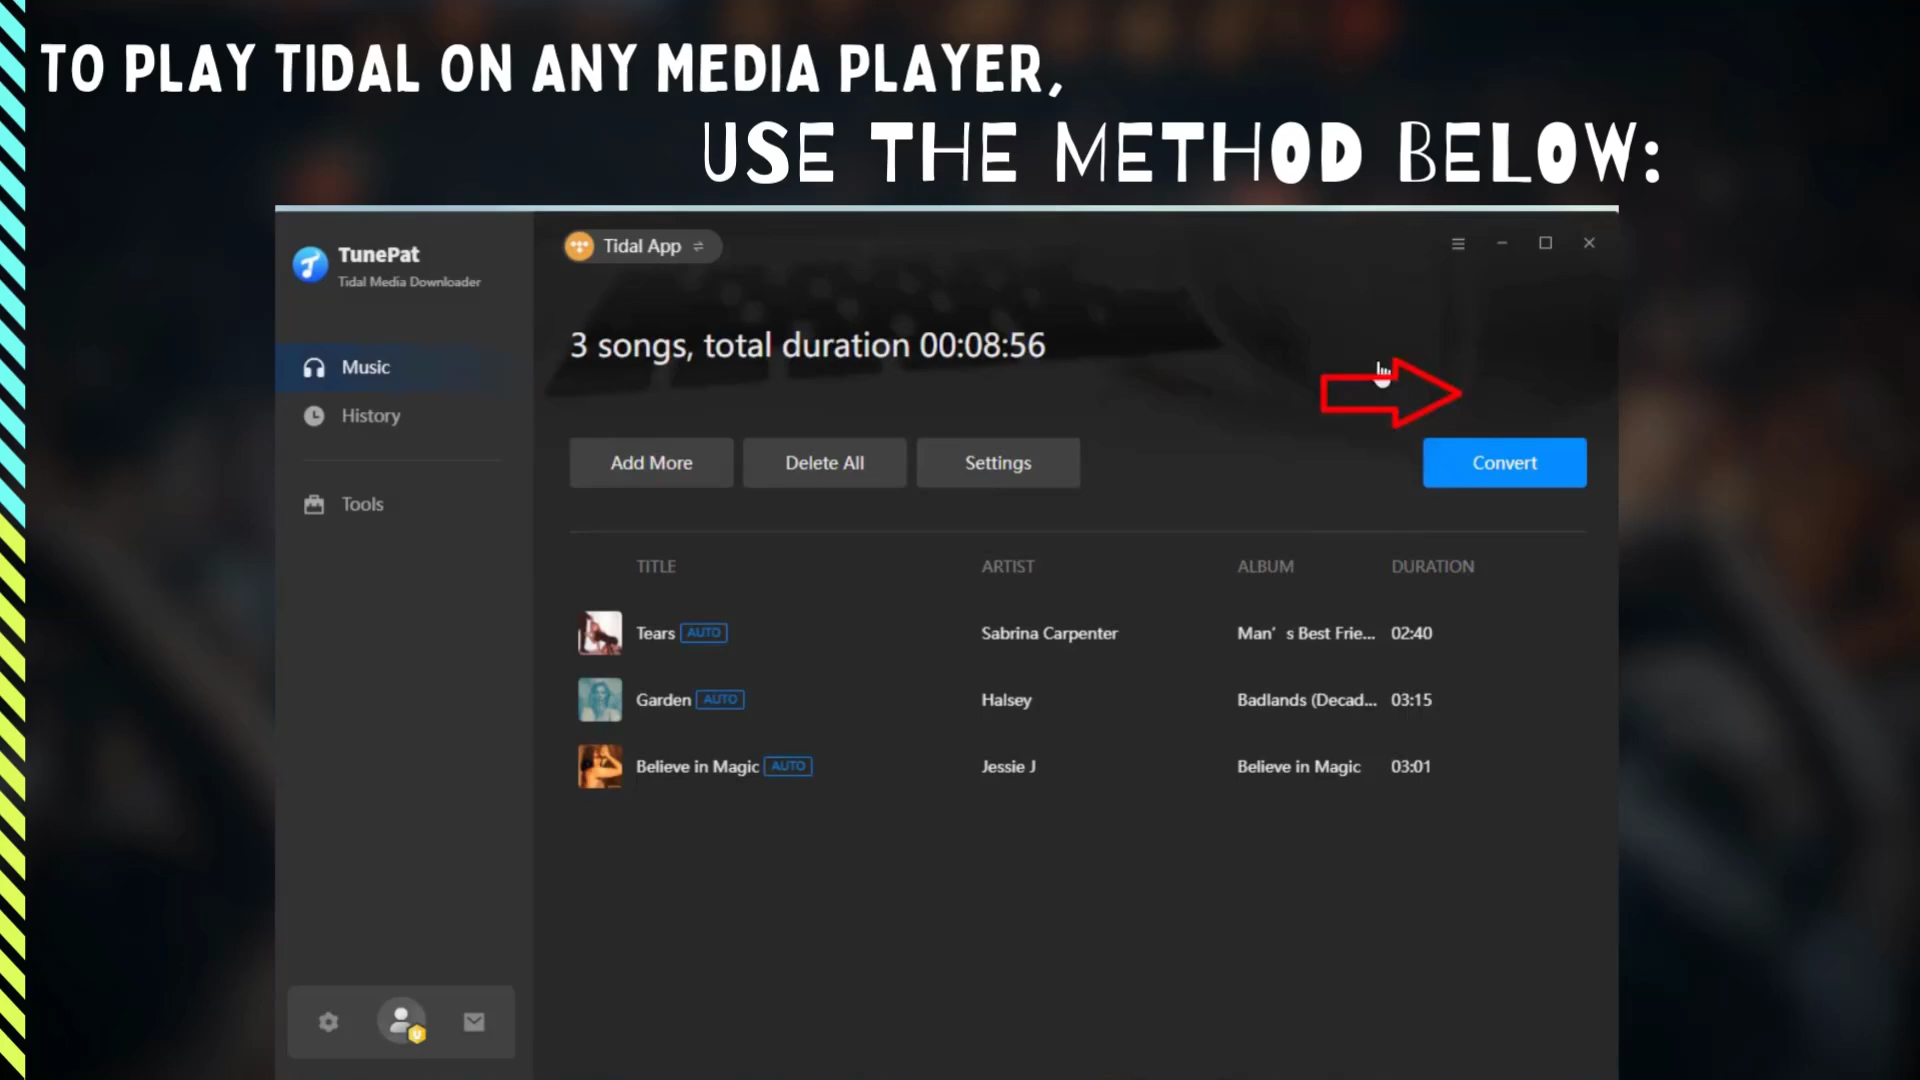 TO PLAY TIDAL ON ANY MEDIA PLAYER,
USE THE METHOD BELOW:
TunePat
Tidal Media Downloader
Tidal App
Music
History
Tools
3 songs, total duration 00:08:56
Add More Delete All Settings Convert
TITLE ARTIST ALBUM DURATION
Tears AUTO Sabrina Carpenter Man’s Best Frie... 02:40
Garden AUTO Halsey Badlands (Decad... 03:15
Believe in Magic AUTO Jessie J Believe in Magic 03:01